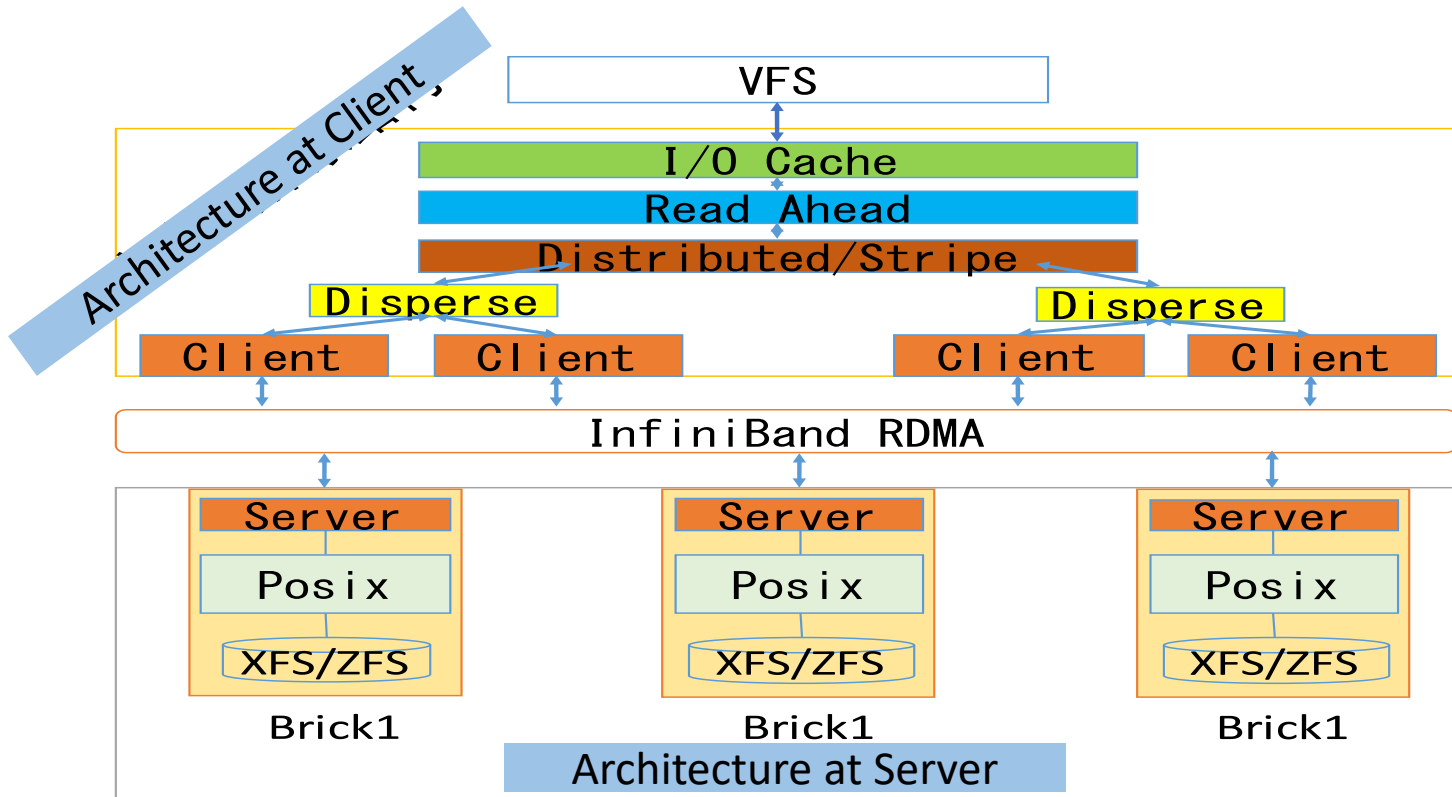 Architecture at Client
VFS
I/O Cache
Read Ahead
Distributed/Stripe
Disperse
Disperse
Client
Client
Client
Client
InfiniBand RDMA
Server
Server
Server
Posix
Posix
Posix
XFS/ZFS
XFS/ZFS
XFS/ZFS
Brick1
Brick1
Brick1
Architecture at Server